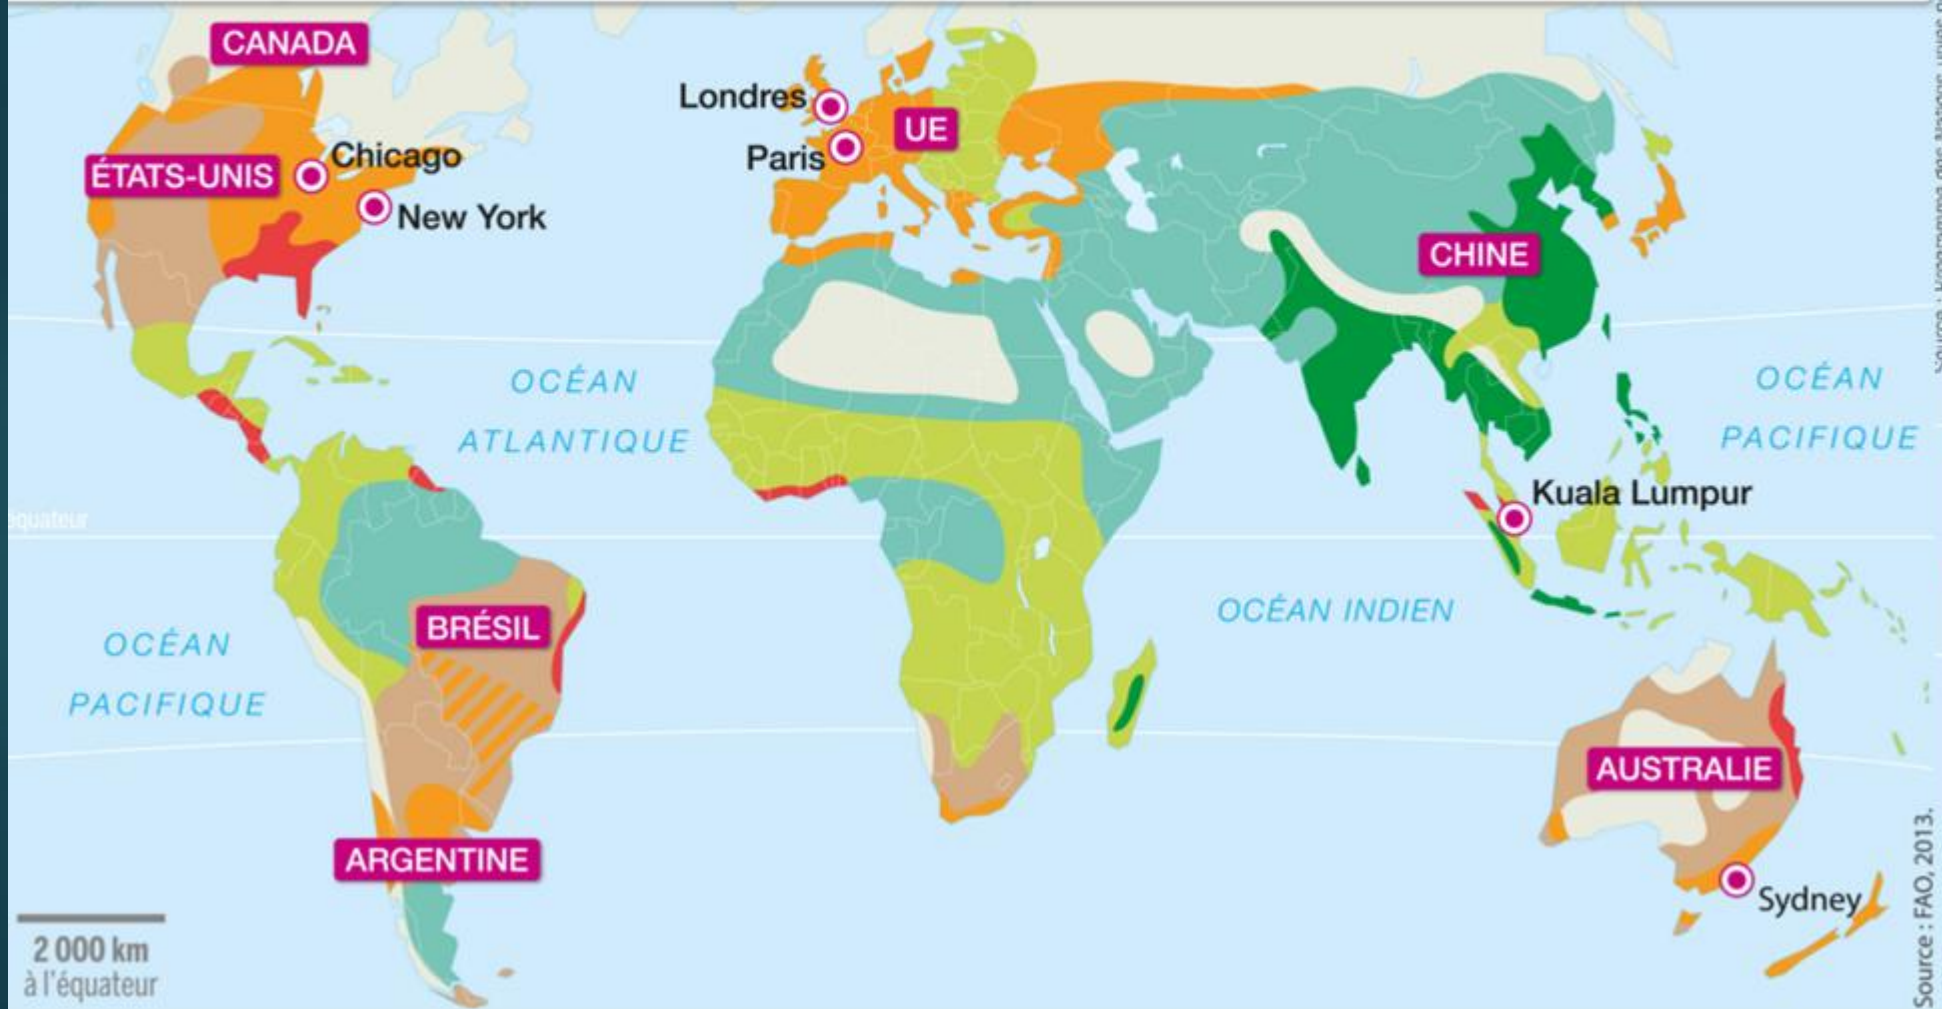 CANADA
Londres
UE
Paris
ÉTATS-UNIS
Chicago
New York
CHINE
OCÉAN
ATLANTIQUE
OCÉAN
PACIFIQUE
Kuala Lumpur
équateur
OCÉAN INDIEN
BRÉSIL
OCÉAN
PACIFIQUE
AUSTRALIE
ARGENTINE
Sydney
2 000 km
à l'équateur
Source : FAO, 2013.